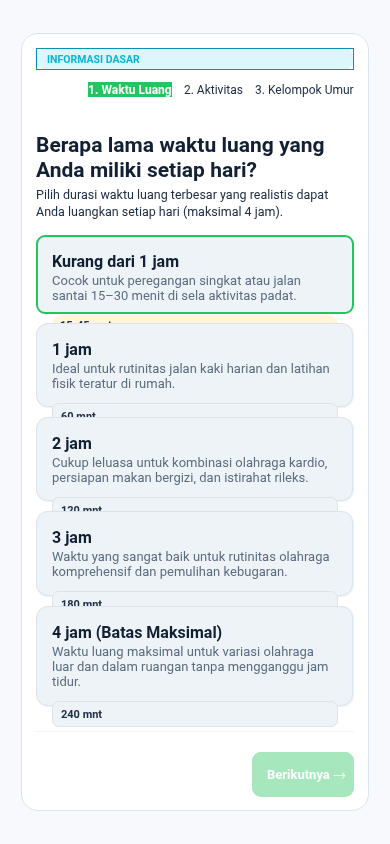 INFORMASI DASAR
1. Waktu Luang 2. Aktivitas 3. Kelompok Umur
Berapa lama waktu luang yang
Anda miliki setiap hari?
Pilih durasi waktu luang terbesar yang realistis dapat
Anda luangkan setiap hari (maksimal 4 jam).
Kurang dari 1 jam
Cocok untuk peregangan singkat atau jalan
santai 15–30 menit di sela aktivitas padat.
1 jam
Ideal untuk rutinitas jalan kaki harian dan latihan
fisik teratur di rumah.
60 mnt
2 jam
Cukup leluasa untuk kombinasi olahraga kardio,
persiapan makan bergizi, dan istirahat rileks.
120 mnt
3 jam
Waktu yang sangat baik untuk rutinitas olahraga
komprehensif dan pemulihan kebugaran.
180 mnt
4 jam (Batas Maksimal)
Waktu luang maksimal untuk variasi olahraga
luar dan dalam ruangan tanpa mengganggu jam
tidur.
240 mnt
Berikutnya →